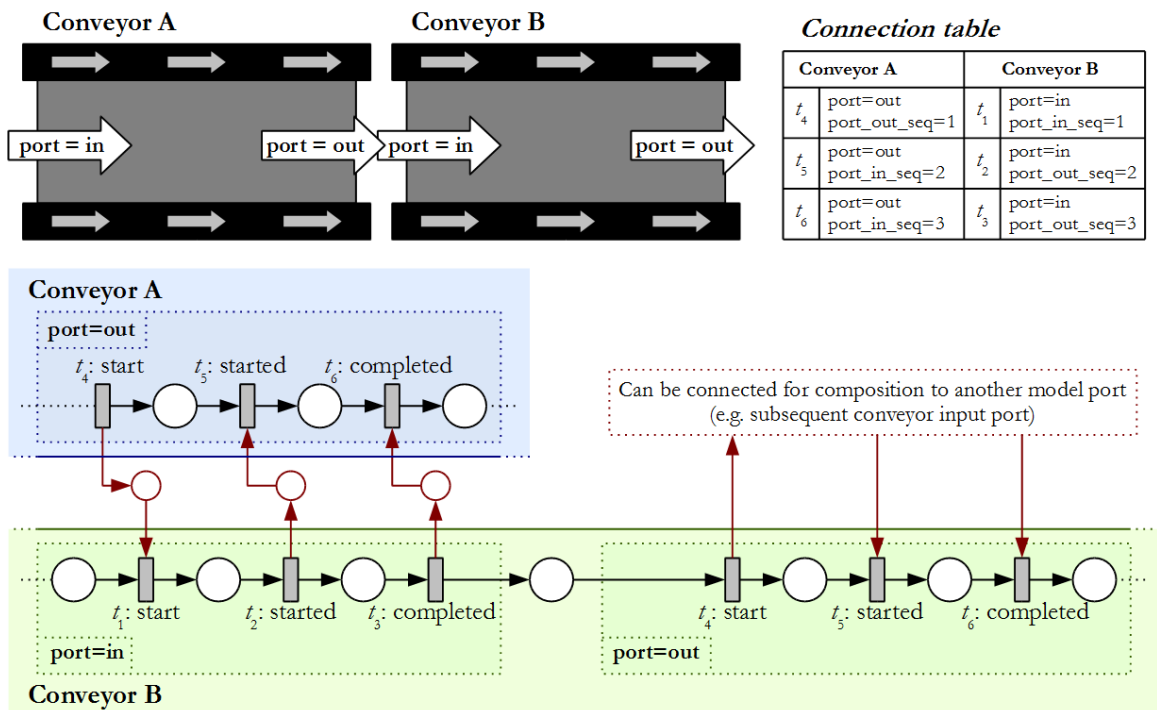 Conveyor A
Conveyor B
Connection table
port = in
port = out
port = in
port = out
Conveyor A Conveyor B
t4 port=out t1 port=in
port_out_seq=1 port_in_seq=1
t5 port=out t2 port=in
port_in_seq=2 port_out_seq=2
t6 port=out t3 port=in
port_in_seq=3 port_out_seq=3
Conveyor A
port=out
t4: start t5: started t6: completed
Can be connected for composition to another model port
(e.g. subsequent conveyor input port)
t1: start t2: started t3: completed t4: start t5: started t6: completed
port=in port=out
Conveyor B